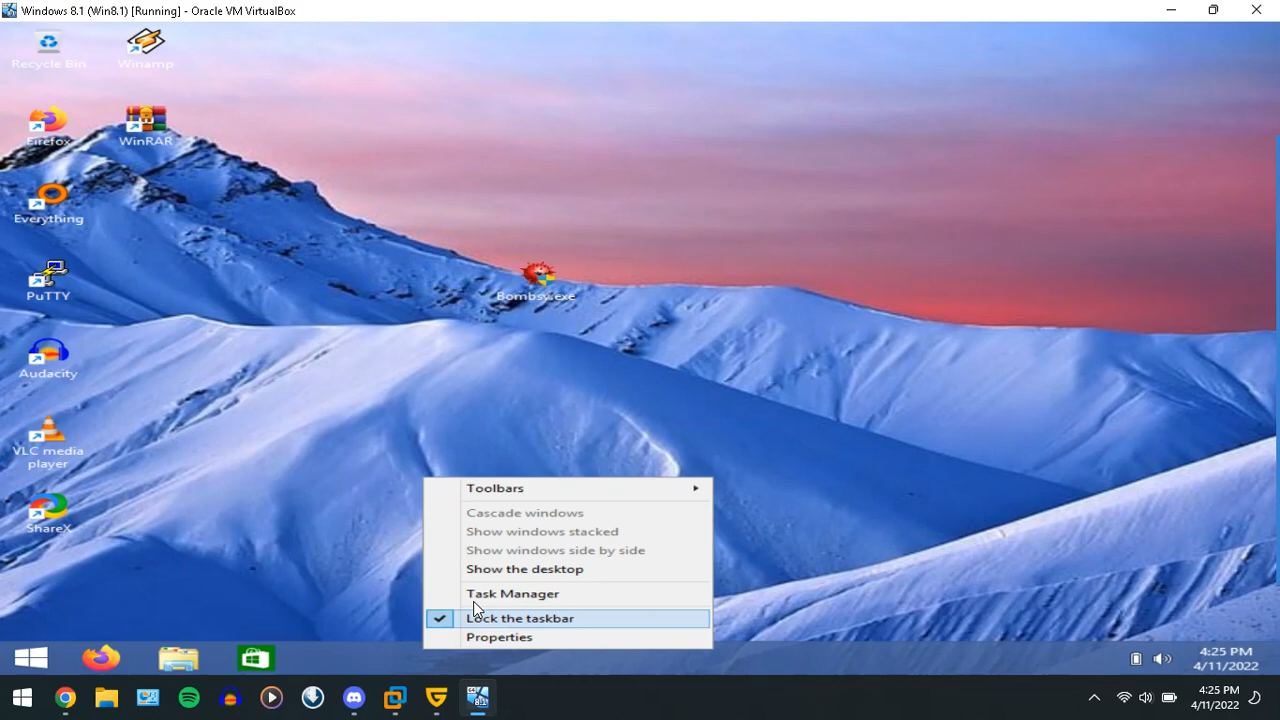 Windows 8.1 (Win8.1) [Running] - Oracle VM VirtualBox
Recycle Bin
Winamp
Firefox
WinRAR
Everything
PuTTY
Bombsy.exe
Audacity
VLC media
player
ShareX
Toolbars
Cascade windows
Show windows stacked
Show windows side by side
Show the desktop
Task Manager
Lock the taskbar
Properties
4:25 PM
4/11/2022
4:25 PM
4/11/2022